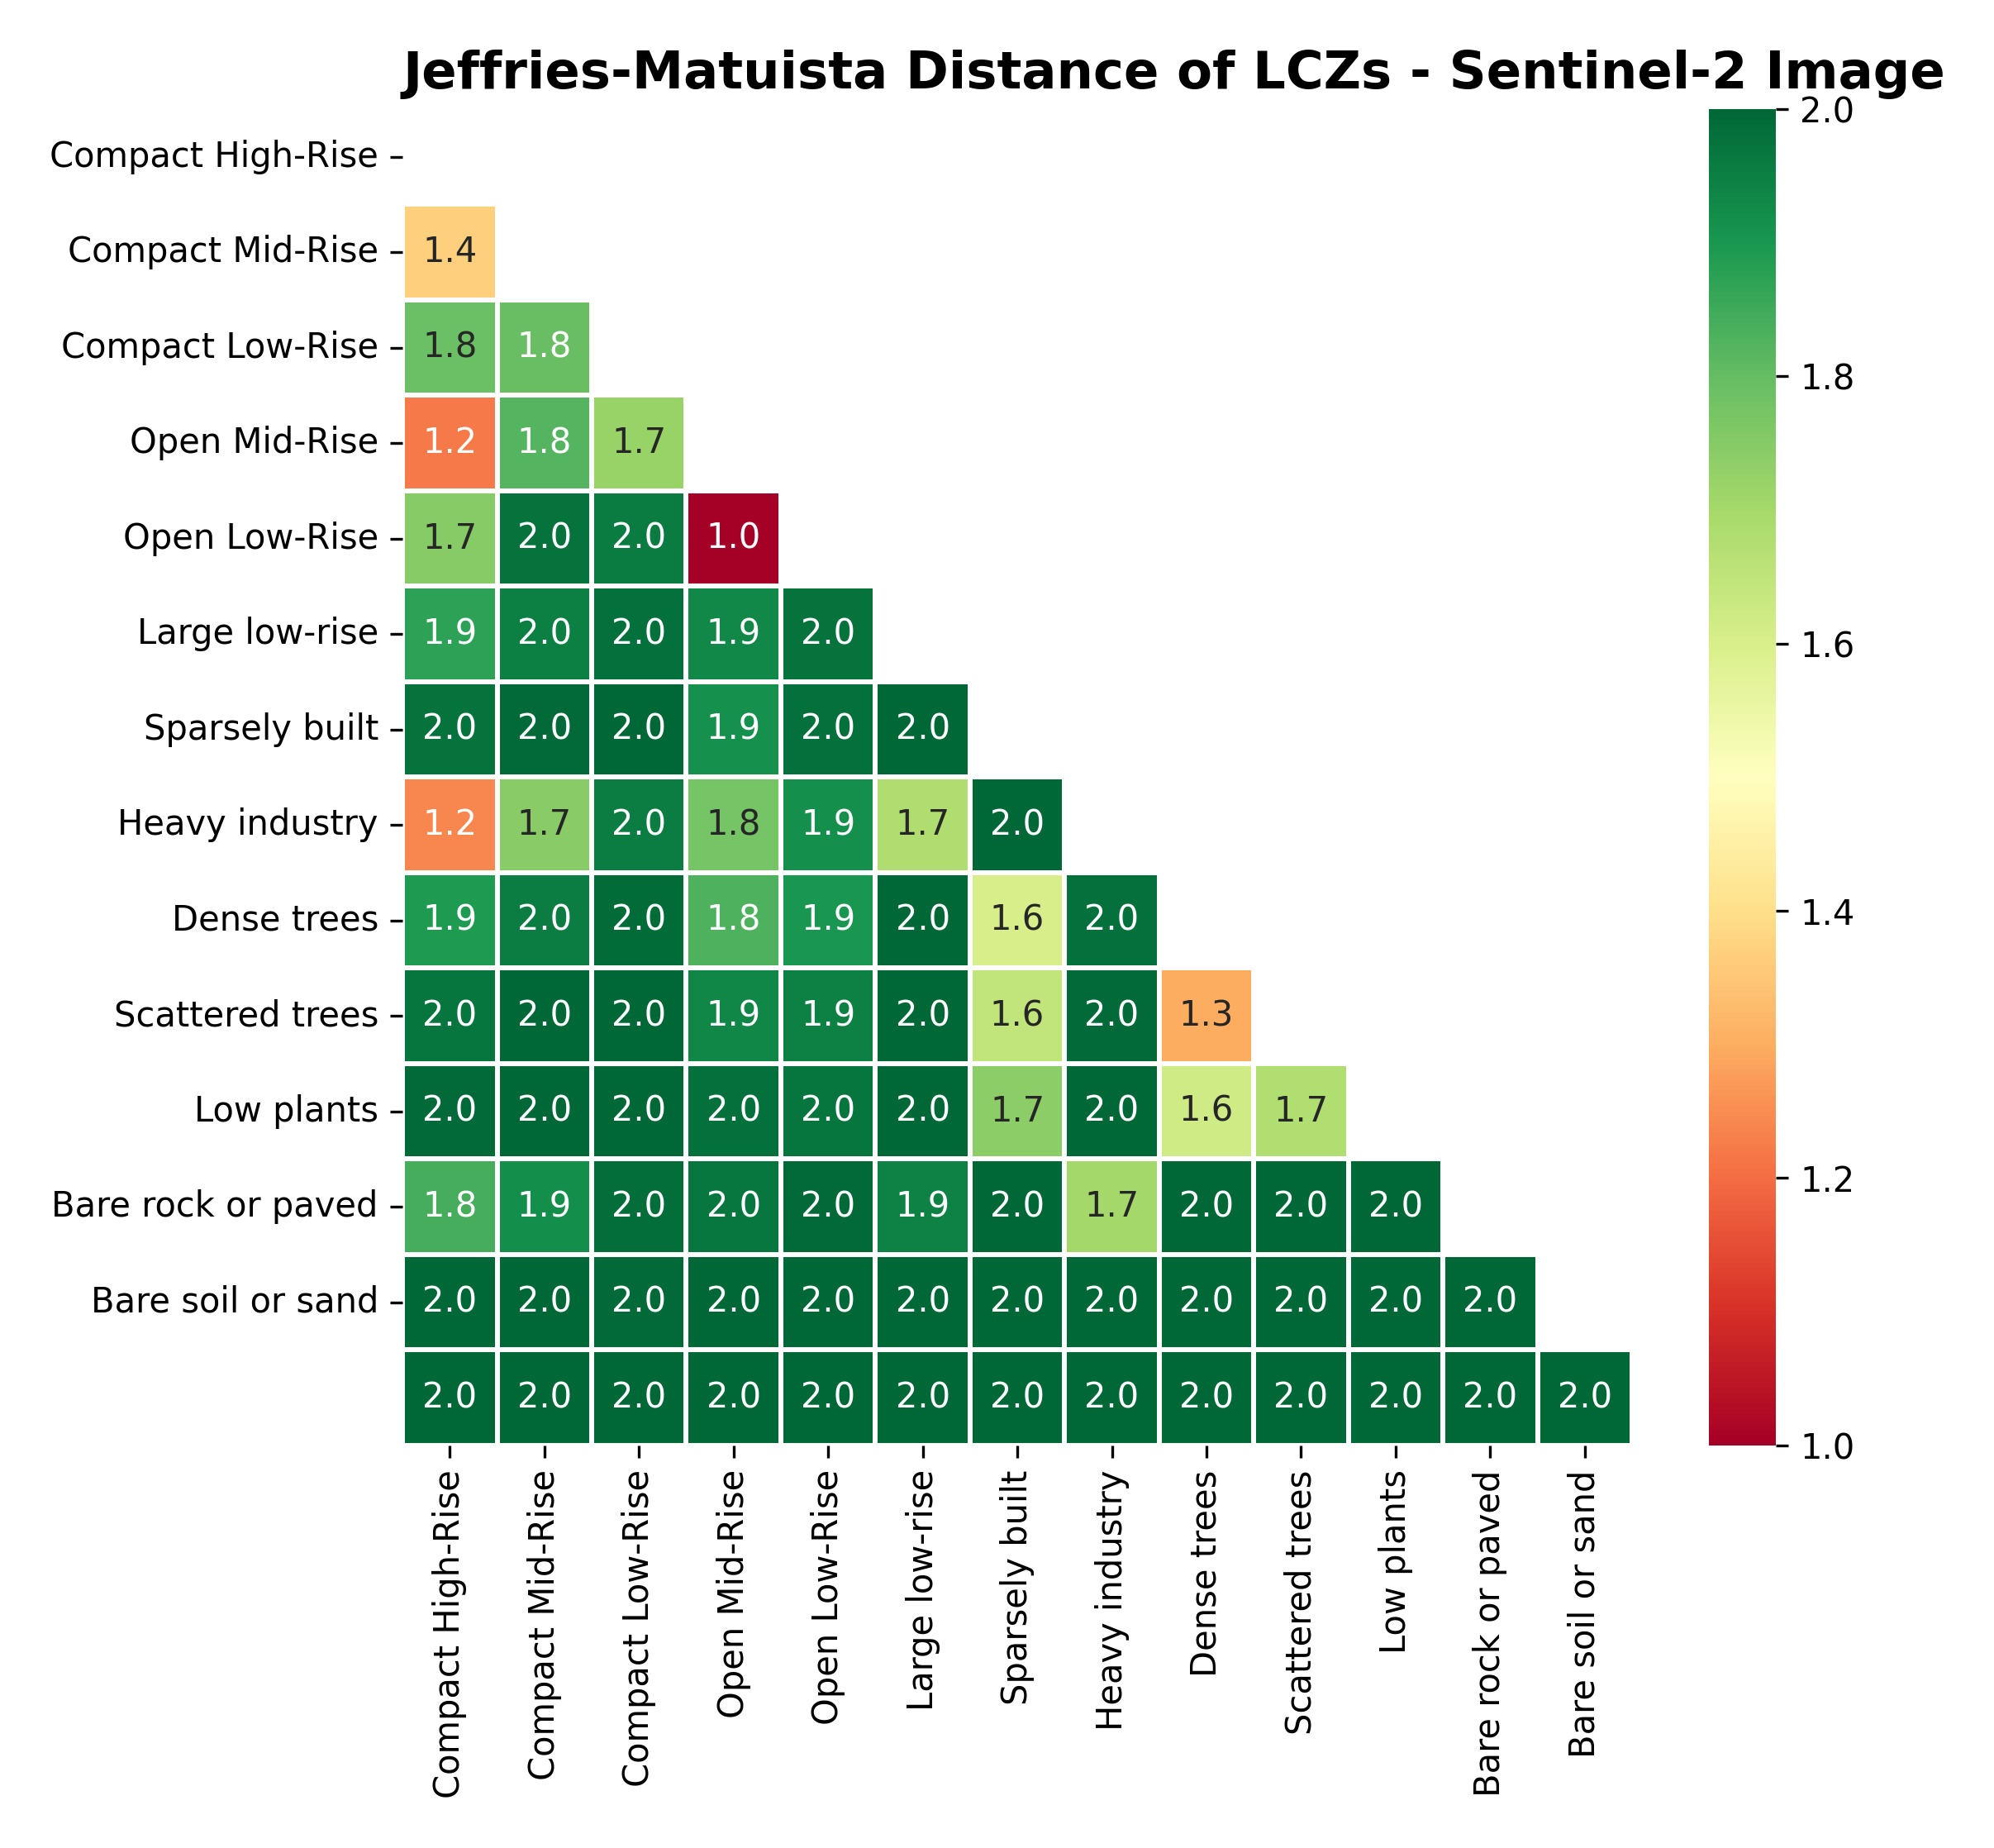 Jeffries-Matuista Distance of LCZs - Sentinel-2 Image
2.0
Compact High-Rise
Compact Mid-Rise 1.4
Compact Low-Rise 1.8 1.8
1.8
Open Mid-Rise 1.2 1.8 1.7
Open Low-Rise 1.7 2.0 2.0 1.0
Large low-rise 1.9 2.0 2.0 1.9 2.0
1.6
Sparsely built 2.0 2.0 2.0 1.9 2.0 2.0
Heavy industry 1.2 1.7 2.0 1.8 1.9 1.7 2.0
Dense trees 1.9 2.0 2.0 1.8 1.9 2.0 1.6 2.0
1.4
Scattered trees 2.0 2.0 2.0 1.9 1.9 2.0 1.6 2.0 1.3
Low plants 2.0 2.0 2.0 2.0 2.0 2.0 1.7 2.0 1.6 1.7
1.2
Bare rock or paved 1.8 1.9 2.0 2.0 2.0 1.9 2.0 1.7 2.0 2.0 2.0
Bare soil or sand 2.0 2.0 2.0 2.0 2.0 2.0 2.0 2.0 2.0 2.0 2.0 2.0
2.0 2.0 2.0 2.0 2.0 2.0 2.0 2.0 2.0 2.0 2.0 2.0 2.0
1.0
Compact High-Rise
Compact Mid-Rise
Compact Low-Rise
Open Mid-Rise
Open Low-Rise
Large low-rise
Sparsely built
Heavy industry
Dense trees
Scattered trees
Low plants
Bare rock or paved
Bare soil or sand